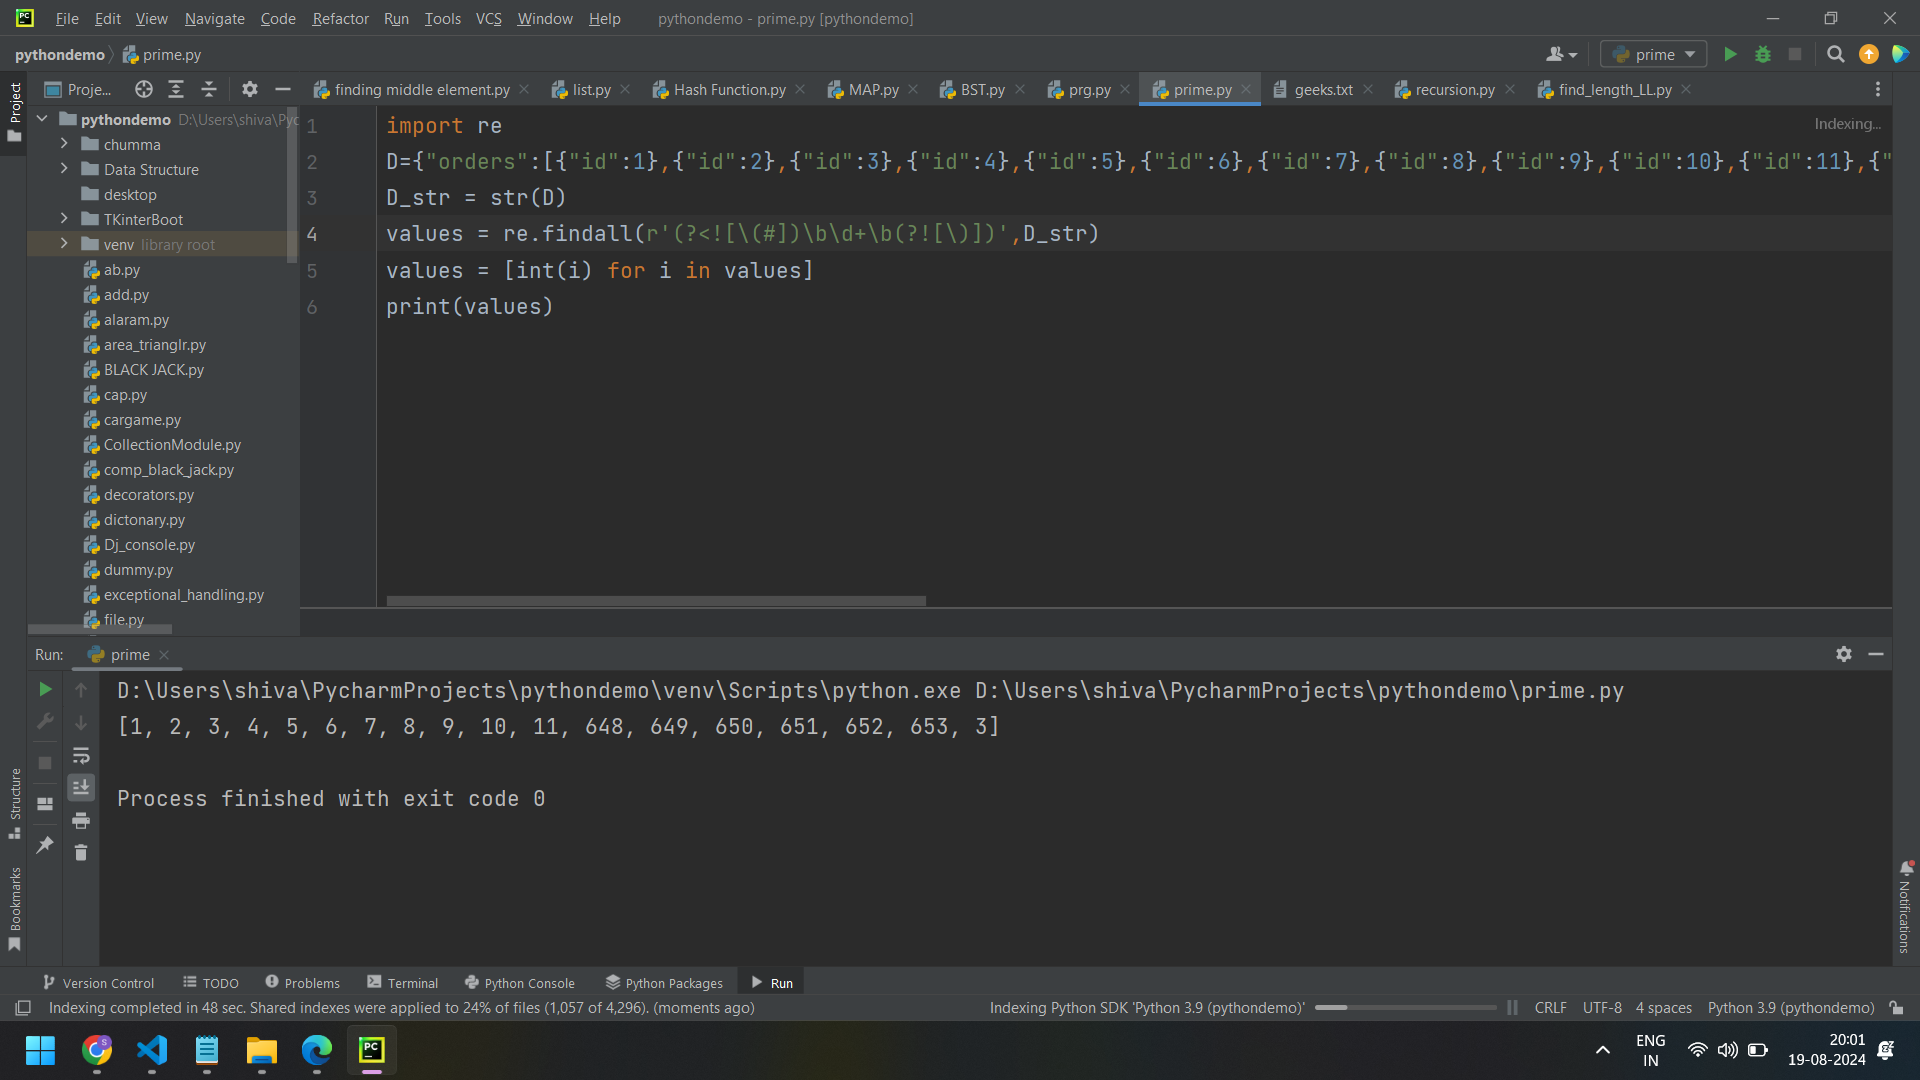 File Edit View Navigate Code Refactor Run Tools VCS Window Help pythondemo - prime.py [pythondemo]
pythondemo prime.py prime
Project
Proje...
finding middle element.py list.py Hash Function.py MAP.py BST.py prg.py prime.py geeks.txt recursion.py find_length_LL.py
pythondemo D:\Users\shiva\Pyc
chumma
Data Structure
desktop
TKinterBoot
venv library root
ab.py
add.py
alaram.py
area_trianglr.py
BLACK JACK.py
cap.py
cargame.py
CollectionModule.py
comp_black_jack.py
decorators.py
dictonary.py
Dj_console.py
dummy.py
exceptional_handling.py
file.py
Indexing...
1 import re
2 D={"orders":[{"id":1},{"id":2},{"id":3},{"id":4},{"id":5},{"id":6},{"id":7},{"id":8},{"id":9},{"id":10},{"id":11},{"
3 D_str = str(D)
4 values = re.findall(r'(?<![\(#])\b\d+\b(?![\)])',D_str)
5 values = [int(i) for i in values]
6 print(values)
Run: prime
D:\Users\shiva\PycharmProjects\pythondemo\venv\Scripts\python.exe D:\Users\shiva\PycharmProjects\pythondemo\prime.py
[1, 2, 3, 4, 5, 6, 7, 8, 9, 10, 11, 648, 649, 650, 651, 652, 653, 3]
Process finished with exit code 0
Structure
Bookmarks
Notifications
Version Control TODO Problems Terminal Python Console Python Packages Run
Indexing completed in 48 sec. Shared indexes were applied to 24% of files (1,057 of 4,296). (moments ago) Indexing Python SDK 'Python 3.9 (pythondemo)' CRLF UTF-8 4 spaces Python 3.9 (pythondemo)
ENG
IN
20:01
19-08-2024